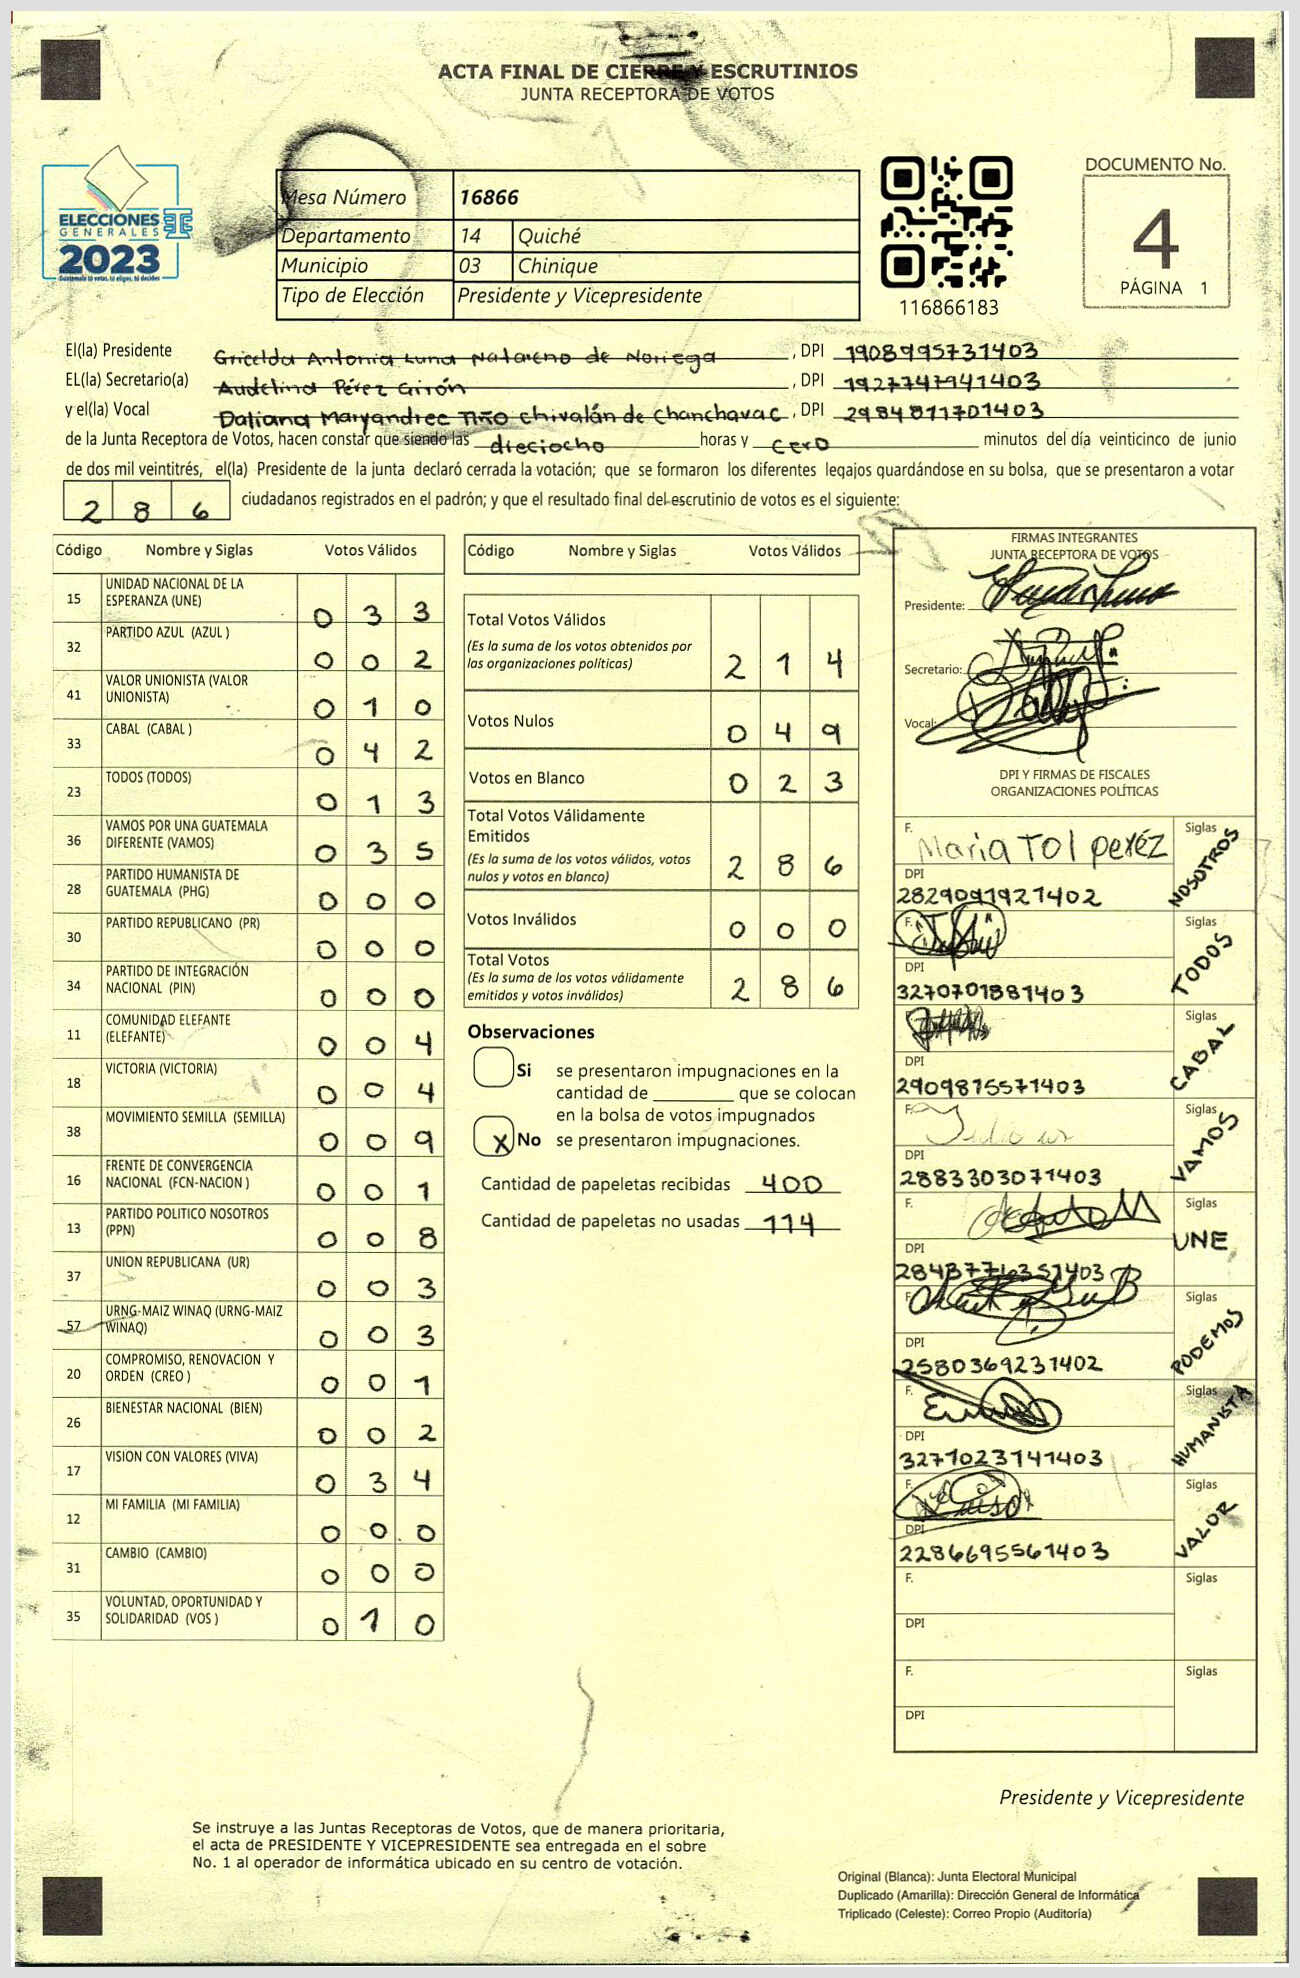 ACTA FINAL DE CIERRE Y ESCRUTINIOS
JUNTA RECEPTORA DE VOTOS
ELECCIONES
GENERALES
2023
Guatemala tú votas, tú eliges, tú decides
Mesa Número 16866
Departamento 14 Quiché
Municipio 03 Chinique
Tipo de Elección Presidente y Vicepresidente
116866183
DOCUMENTO No.
4
PÁGINA 1
El(la) Presidente Gricelda Antonia Luna Natareno de Noriega, DPI 1908995731403
EL(la) Secretario(a) Audelina Pérez Girón, DPI 1927747941403
y el(la) Vocal Daliana Maryandree Tiño Chivalán de Chanchavac, DPI 2984811701403
de la Junta Receptora de Votos, hacen constar que siendo las dieciocho horas y cero minutos del día veinticinco de junio
de dos mil veintitrés, el(la) Presidente de la junta declaró cerrada la votación; que se formaron los diferentes legajos guardándose en su bolsa, que se presentaron a votar
286 ciudadanos registrados en el padrón; y que el resultado final del escrutinio de votos es el siguiente:
Código Nombre y Siglas Votos Válidos
15 UNIDAD NACIONAL DE LA ESPERANZA (UNE) 0 3 3
32 PARTIDO AZUL (AZUL ) 0 0 2
41 VALOR UNIONISTA (VALOR UNIONISTA) 0 1 0
33 CABAL (CABAL ) 0 4 2
23 TODOS (TODOS) 0 1 3
36 VAMOS POR UNA GUATEMALA DIFERENTE (VAMOS) 0 3 5
28 PARTIDO HUMANISTA DE GUATEMALA (PHG) 0 0 0
30 PARTIDO REPUBLICANO (PR) 0 0 0
34 PARTIDO DE INTEGRACIÓN NACIONAL (PIN) 0 0 0
11 COMUNIDAD ELEFANTE (ELEFANTE) 0 0 4
18 VICTORIA (VICTORIA) 0 0 4
38 MOVIMIENTO SEMILLA (SEMILLA) 0 0 9
16 FRENTE DE CONVERGENCIA NACIONAL (FCN-NACION ) 0 0 1
13 PARTIDO POLITICO NOSOTROS (PPN) 0 0 8
37 UNION REPUBLICANA (UR) 0 0 3
57 URNG-MAIZ WINAQ (URNG-MAIZ WINAQ) 0 0 3
20 COMPROMISO, RENOVACION Y ORDEN (CREO ) 0 0 1
26 BIENESTAR NACIONAL (BIEN) 0 0 2
17 VISION CON VALORES (VIVA) 0 3 4
12 MI FAMILIA (MI FAMILIA) 0 0 0
31 CAMBIO (CAMBIO) 0 0 0
35 VOLUNTAD, OPORTUNIDAD Y SOLIDARIDAD (VOS ) 0 1 0
Código Nombre y Siglas Votos Válidos
Total Votos Válidos
(Es la suma de los votos obtenidos por las organizaciones políticas) 2 1 4
Votos Nulos 0 4 9
Votos en Blanco 0 2 3
Total Votos Válidamente Emitidos
(Es la suma de los votos válidos, votos nulos y votos en blanco) 2 8 6
Votos Inválidos 0 0 0
Total Votos
(Es la suma de los votos válidamente emitidos y votos inválidos) 2 8 6
Observaciones
Si se presentaron impugnaciones en la
cantidad de ________ que se colocan
en la bolsa de votos impugnados
X No se presentaron impugnaciones.
Cantidad de papeletas recibidas 400
Cantidad de papeletas no usadas 114
FIRMAS INTEGRANTES
JUNTA RECEPTORA DE VOTOS
Presidente:
Secretario:
Vocal:
DPI Y FIRMAS DE FISCALES
ORGANIZACIONES POLÍTICAS
F. Maria Tol peréz Siglas NOSOTROS
DPI 2829091921402
F. Siglas TODOS
DPI 3270701881403
F. Siglas CABAL
DPI 2909815571403
F. Siglas VAMOS
DPI 2883303071403
F. Siglas UNE
DPI 2843776351403
F. Siglas PODEMOS
DPI 2580369231402
F. Siglas HUMANISTA
DPI 3271023141403
F. Siglas VALOR
DPI 2286695561403
F. Siglas
DPI
F. Siglas
DPI
Presidente y Vicepresidente
Se instruye a las Juntas Receptoras de Votos, que de manera prioritaria,
el acta de PRESIDENTE Y VICEPRESIDENTE sea entregada en el sobre
No. 1 al operador de informática ubicado en su centro de votación.
Original (Blanca): Junta Electoral Municipal
Duplicado (Amarilla): Dirección General de Informática
Triplicado (Celeste): Correo Propio (Auditoría)